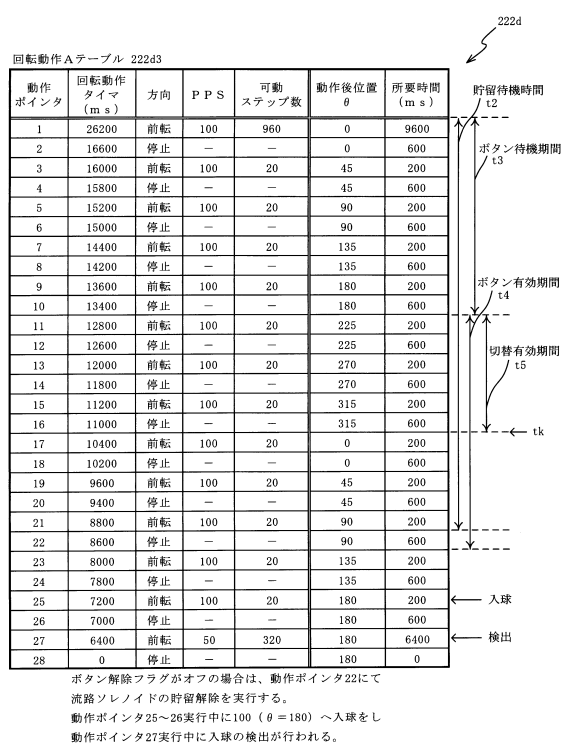 222d
回転動作Aテーブル 222d3
動作ポインタ 回転動作タイマ(ms) 方向 PPS 可動ステップ数 動作後位置θ 所要時間(ms)
1 26200 前転 100 960 0 9600
2 16600 停止 — — 0 600
3 16000 前転 100 20 45 200
4 15800 停止 — — 45 600
5 15200 前転 100 20 90 200
6 15000 停止 — — 90 600
7 14400 前転 100 20 135 200
8 14200 停止 — — 135 600
9 13600 前転 100 20 180 200
10 13400 停止 — — 180 600
11 12800 前転 100 20 225 200
12 12600 停止 — — 225 600
13 12000 前転 100 20 270 200
14 11800 停止 — — 270 600
15 11200 前転 100 20 315 200
16 11000 停止 — — 315 600
17 10400 前転 100 20 0 200
18 10200 停止 — — 0 600
19 9600 前転 100 20 45 200
20 9400 停止 — — 45 600
21 8800 前転 100 20 90 200
22 8600 停止 — — 90 600
23 8000 前転 100 20 135 200
24 7800 停止 — — 135 600
25 7200 前転 100 20 180 200
26 7000 停止 — — 180 600
27 6400 前転 50 320 180 6400
28 0 停止 — — 180 0
貯留待機時間
t2
ボタン待機期間
t3
ボタン有効期間
t4
切替有効期間
t5
tk
入球
検出
ボタン解除フラグがオフの場合は、動作ポインタ22にて
流路ソレノイドの貯留解除を実行する。
動作ポインタ25〜26実行中に100(θ=180)へ入球をし
動作ポインタ27実行中に入球の検出が行われる。